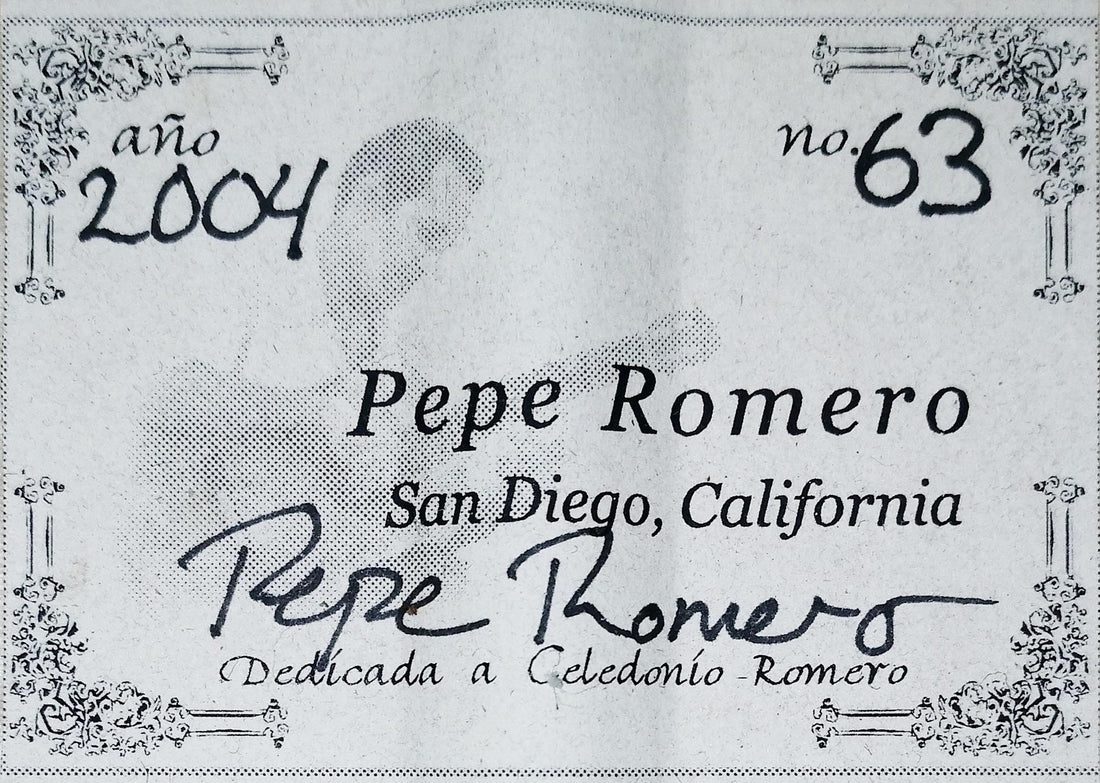 año
2004
no. 63
Pepe Romero
San Diego, California
Pepe Romero
Dedicada a Celedonio Romero